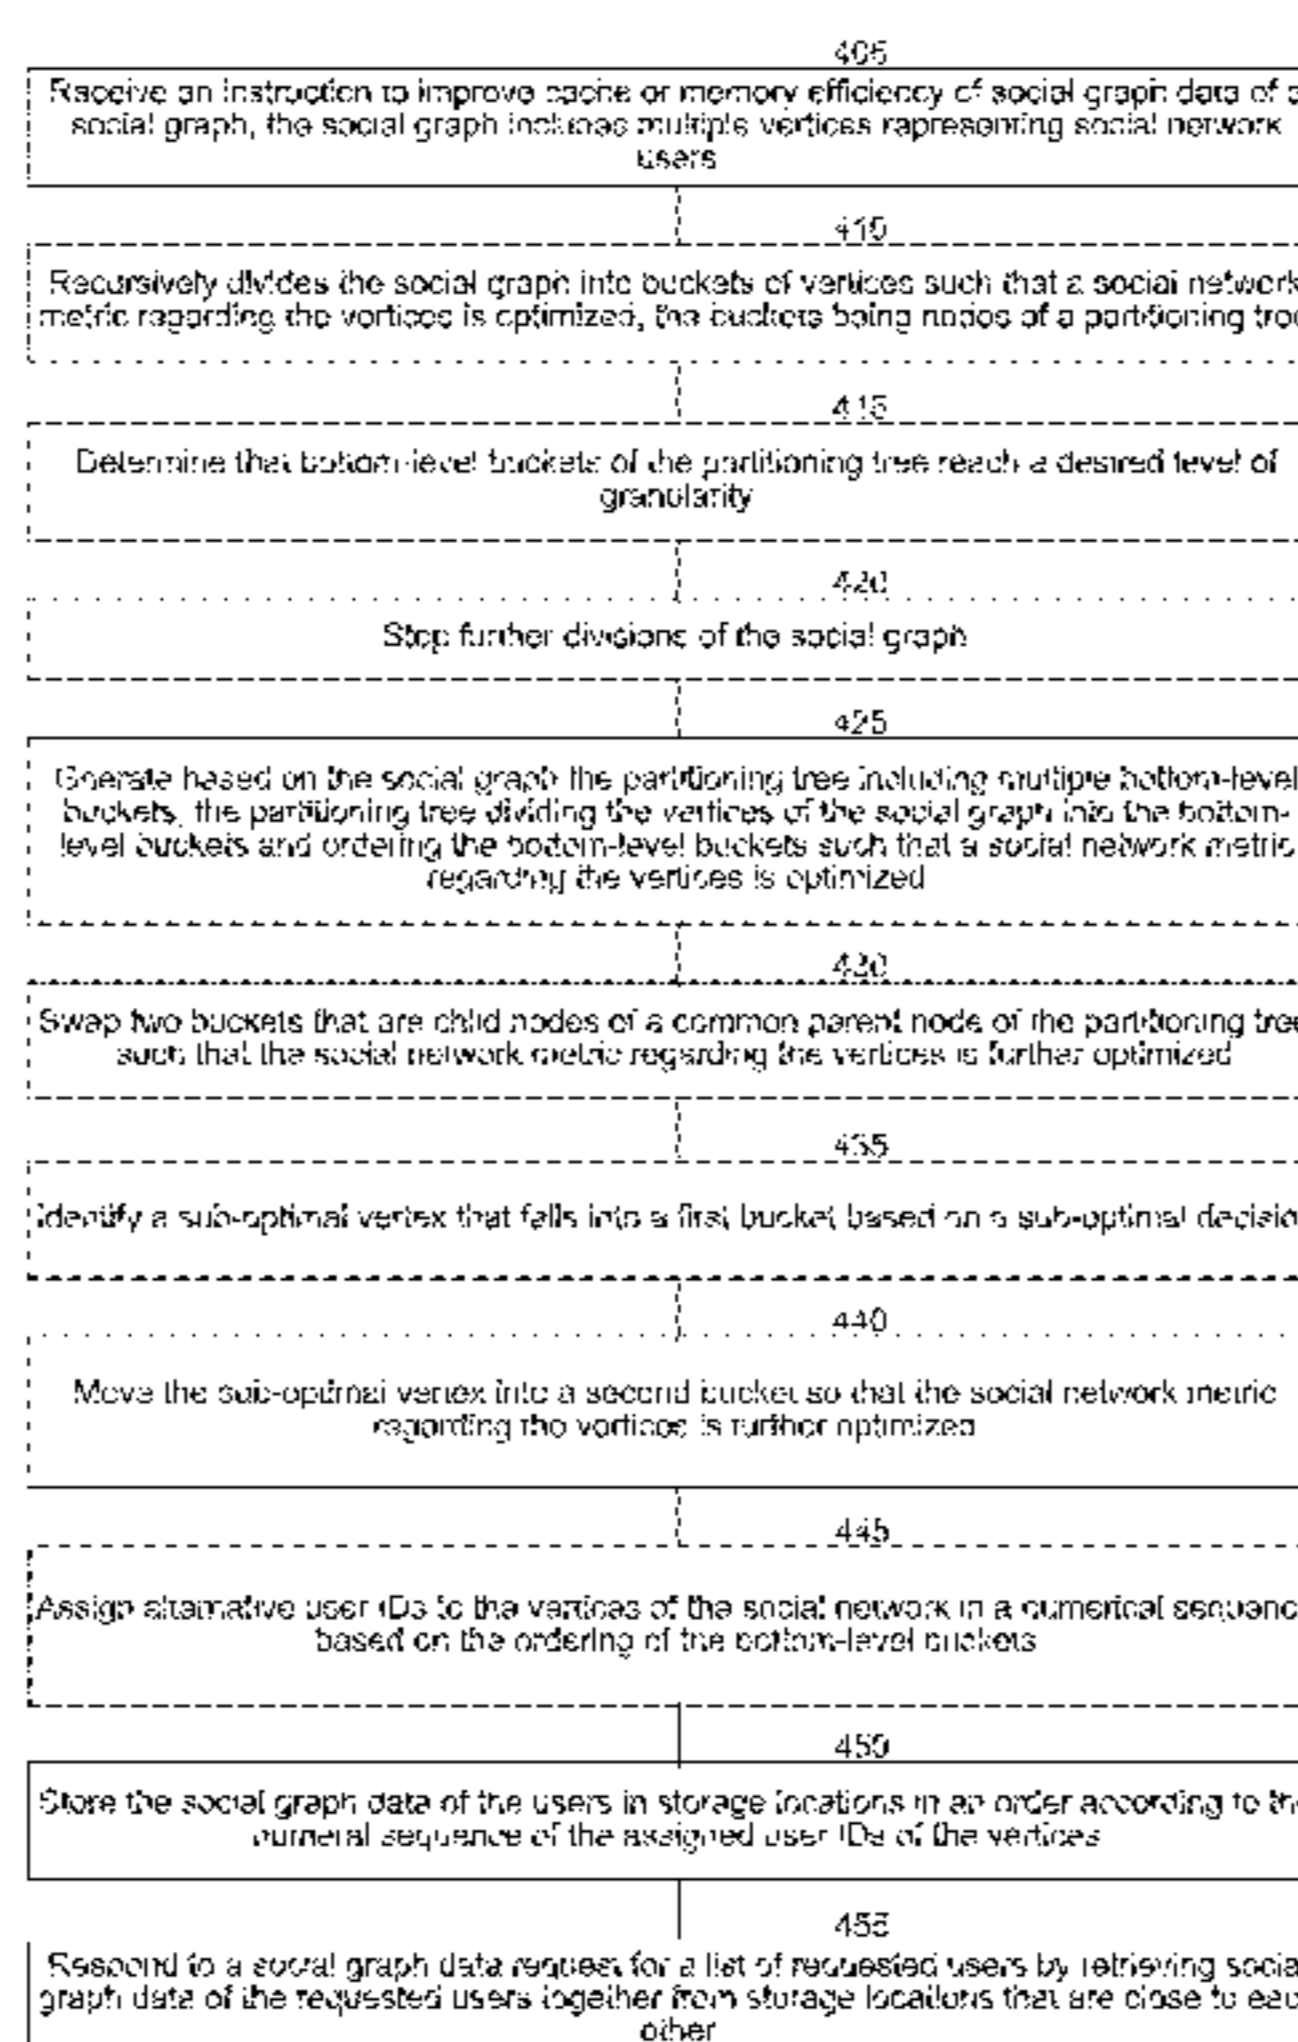 405
Receive an instruction to improve cache or memory efficiency of social graph data of a
social graph, the social graph includes multiple vertices representing social network
users
410
Recursively divides the social graph into buckets of vertices such that a social network
metric regarding the vertices is optimized, the buckets being nodes of a partitioning tree
415
Determine that bottom-level buckets of the partitioning tree reach a desired level of
granularity
420
Stop further divisions of the social graph
425
Gnerate based on the social graph the partitioning tree including multiple bottom-level
buckets, the partitioning tree dividing the vertices of the social graph into the bottom-
level buckets and ordering the bottom-level buckets such that a social network metric
regarding the vertices is optimized
430
Swap two buckets that are child nodes of a common parent node of the partitioning tree
such that the social network metric regarding the vertices is further optimized
435
Identify a sub-optimal vertex that falls into a first bucket based on a sub-optimal decisio
440
Move the sub-optimal vertex into a second bucket so that the social network metric
regarding the vertices is further optimized
445
Assign alternative user IDs to the vertices of the social network in a numerical sequenc
based on the ordering of the bottom-level buckets
450
Store the social graph data of the users in storage locations in an order according to the
numeral sequence of the assigned user IDs of the vertices
455
Respond to a social graph data request for a list of requested users by retrieving social
graph data of the requested users together from storage locations that are close to eac
other